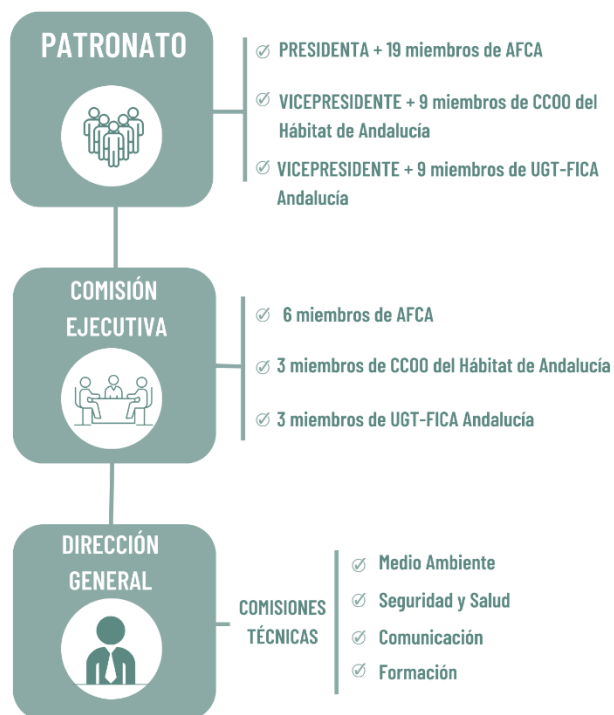 PATRONATO
PRESIDENTA + 19 miembros de AFCA
VICEPRESIDENTE + 9 miembros de CCOO del
Hábitat de Andalucía
VICEPRESIDENTE + 9 miembros de UGT-FICA
Andalucía
COMISIÓN
EJECUTIVA
6 miembros de AFCA
3 miembros de CCOO del Hábitat de Andalucía
3 miembros de UGT-FICA Andalucía
DIRECCIÓN
GENERAL
COMISIONES
TÉCNICAS
Medio Ambiente
Seguridad y Salud
Comunicación
Formación